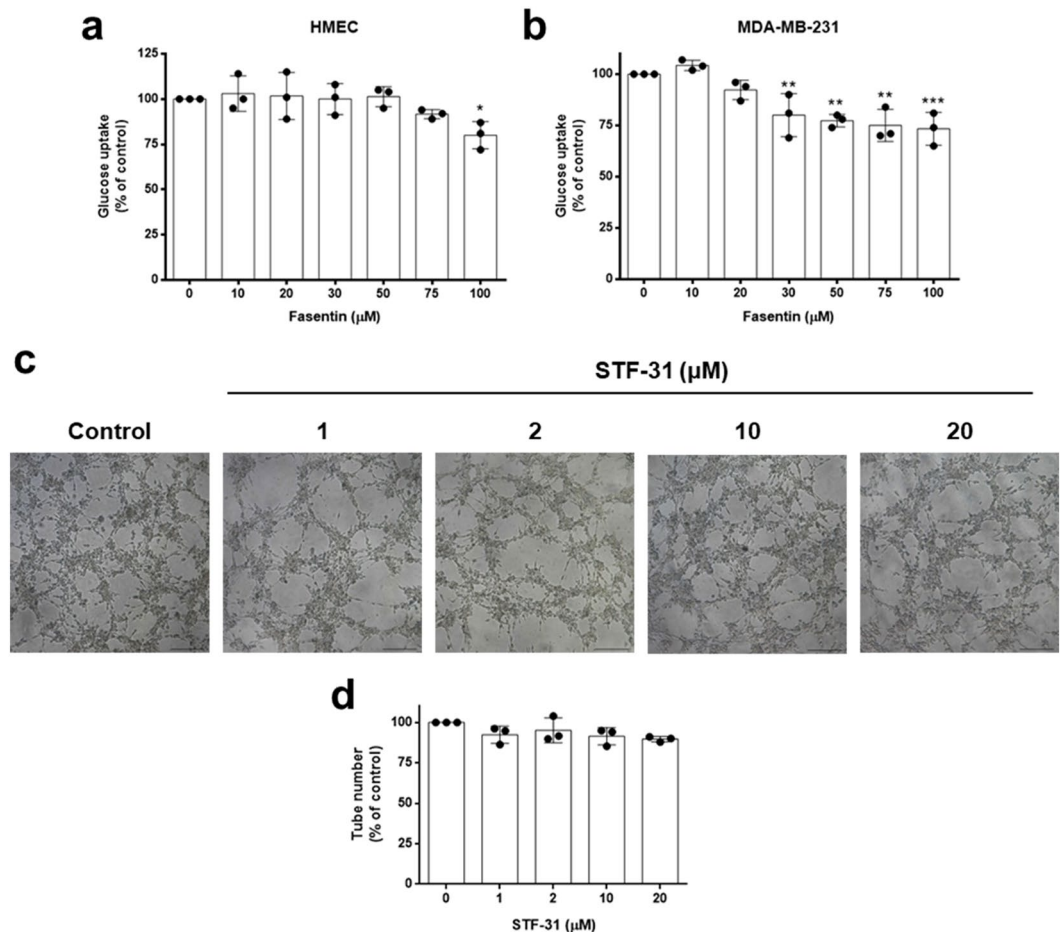 a
HMEC
125
100
75
50
25
0
Glucose uptake
(% of control)
*
0 10 20 30 50 75 100
Fasentin (μM)
b
MDA-MB-231
100
75
50
25
0
Glucose uptake
(% of control)
** ** ** ***
0 10 20 30 50 75 100
Fasentin (μM)
c
STF-31 (μM)
Control 1 2 10 20
d
100
75
50
25
0
Tube number
(% of control)
0 1 2 10 20
STF-31 (μM)